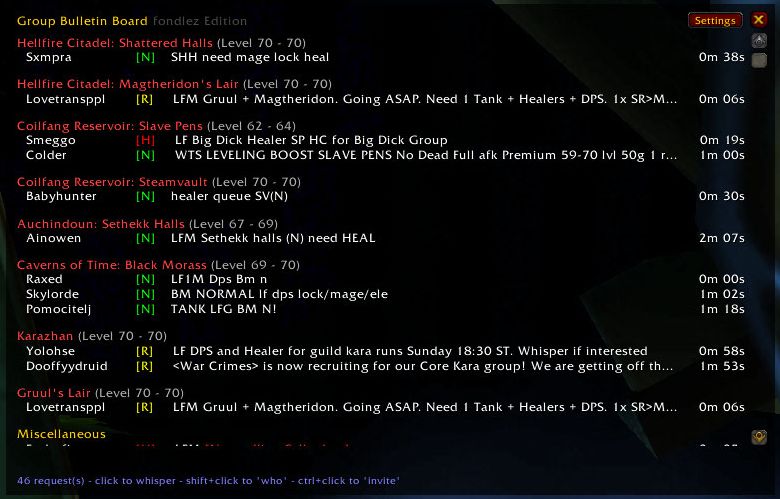 Group Bulletin Board fondlez Edition Settings
Hellfire Citadel: Shattered Halls (Level 70 - 70)
Sxmpra [N] SHH need mage lock heal 0m 38s
Hellfire Citadel: Magtheridon's Lair (Level 70 - 70)
Lovetransppl [R] LFM Gruul + Magtheridon. Going ASAP. Need 1 Tank + Healers + DPS. 1x SR>M... 0m 06s
Coilfang Reservoir: Slave Pens (Level 62 - 64)
Smeggo [H] LF Big Dick Healer SP HC for Big Dick Group 0m 19s
Colder [N] WTS LEVELING BOOST SLAVE PENS No Dead Full afk Premium 59-70 lvl 50g 1 r... 1m 00s
Coilfang Reservoir: Steamvault (Level 70 - 70)
Babyhunter [N] healer queue SV(N) 0m 30s
Auchindoun: Sethekk Halls (Level 67 - 69)
Ainowen [N] LFM Sethekk halls (N) need HEAL 2m 07s
Caverns of Time: Black Morass (Level 69 - 70)
Raxed [N] LF1M Dps Bm n 0m 00s
Skylorde [N] BM NORMAL lf dps lock/mage/ele 1m 02s
Pomocitelj [N] TANK LFG BM N! 1m 18s
Karazhan (Level 70 - 70)
Yolohse [R] LF DPS and Healer for guild kara runs Sunday 18:30 ST. Whisper if interested 0m 58s
Dooffyydruid [R] <War Crimes> is now recruiting for our Core Kara group! We are getting off th... 1m 53s
Gruul's Lair (Level 70 - 70)
Lovetransppl [R] LFM Gruul + Magtheridon. Going ASAP. Need 1 Tank + Healers + DPS. 1x SR>M... 0m 06s
Miscellaneous
46 request(s) - click to whisper - shift+click to 'who' - ctrl+click to 'invite'